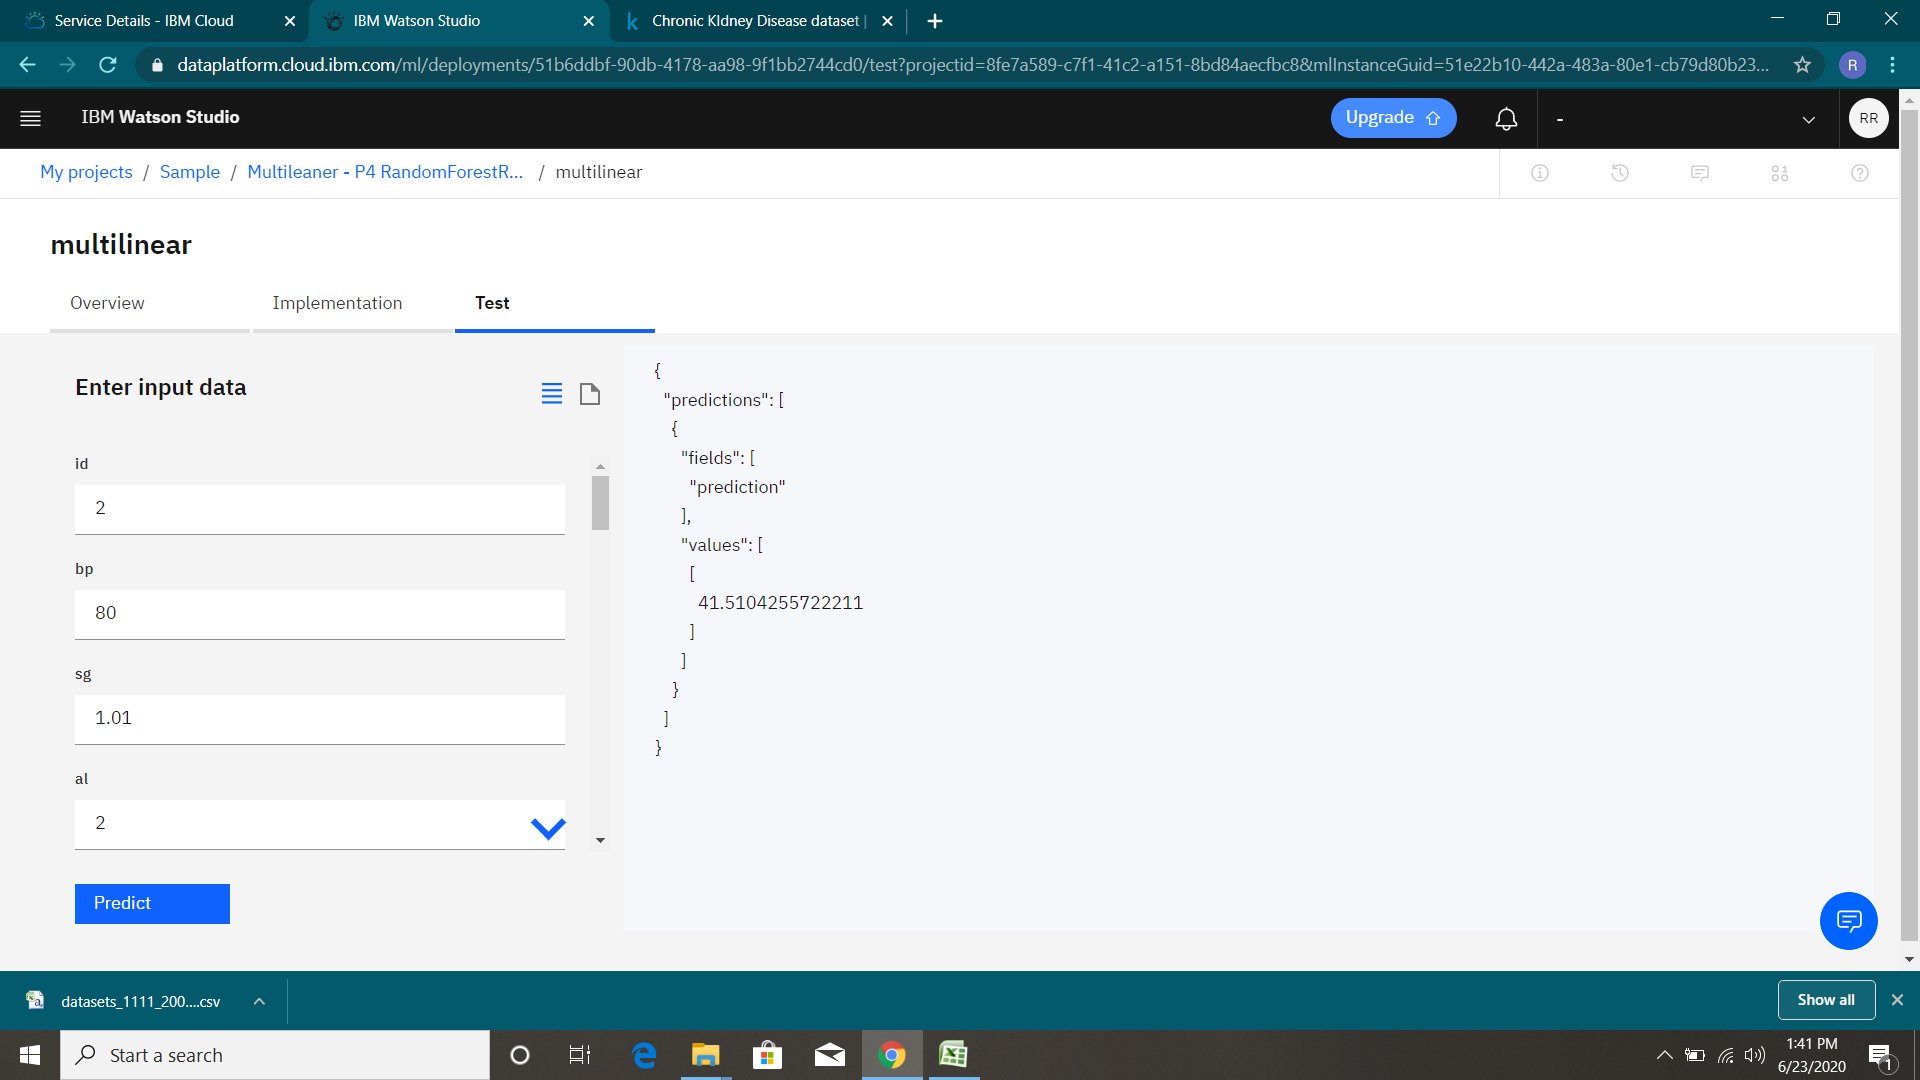 Service Details - IBM Cloud
IBM Watson Studio
Chronic KIdney Disease dataset |
dataplatform.cloud.ibm.com/ml/deployments/51b6ddbf-90db-4178-aa98-9f1bb2744cd0/test?projectid=8fe7a589-c7f1-41c2-a151-8bd84aecfbc8&mlInstanceGuid=51e22b10-442a-483a-80e1-cb79d80b23...
R
IBM Watson Studio
Upgrade
-
RR
My projects / Sample / Multileaner - P4 RandomForestR... / multilinear
multilinear
Overview
Implementation
Test
Enter input data
id
2
bp
80
sg
1.01
al
2
Predict
{
"predictions": [
{
"fields": [
"prediction"
],
"values": [
[
41.5104255722211
]
]
}
]
}
datasets_1111_200....csv
Show all
Start a search
1:41 PM
6/23/2020
1